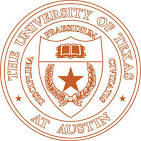 THE UNIVERSITY OF TEXAS
AT AUSTIN
DISCIPLINA
PRAESIDIUM
CIVITATIS